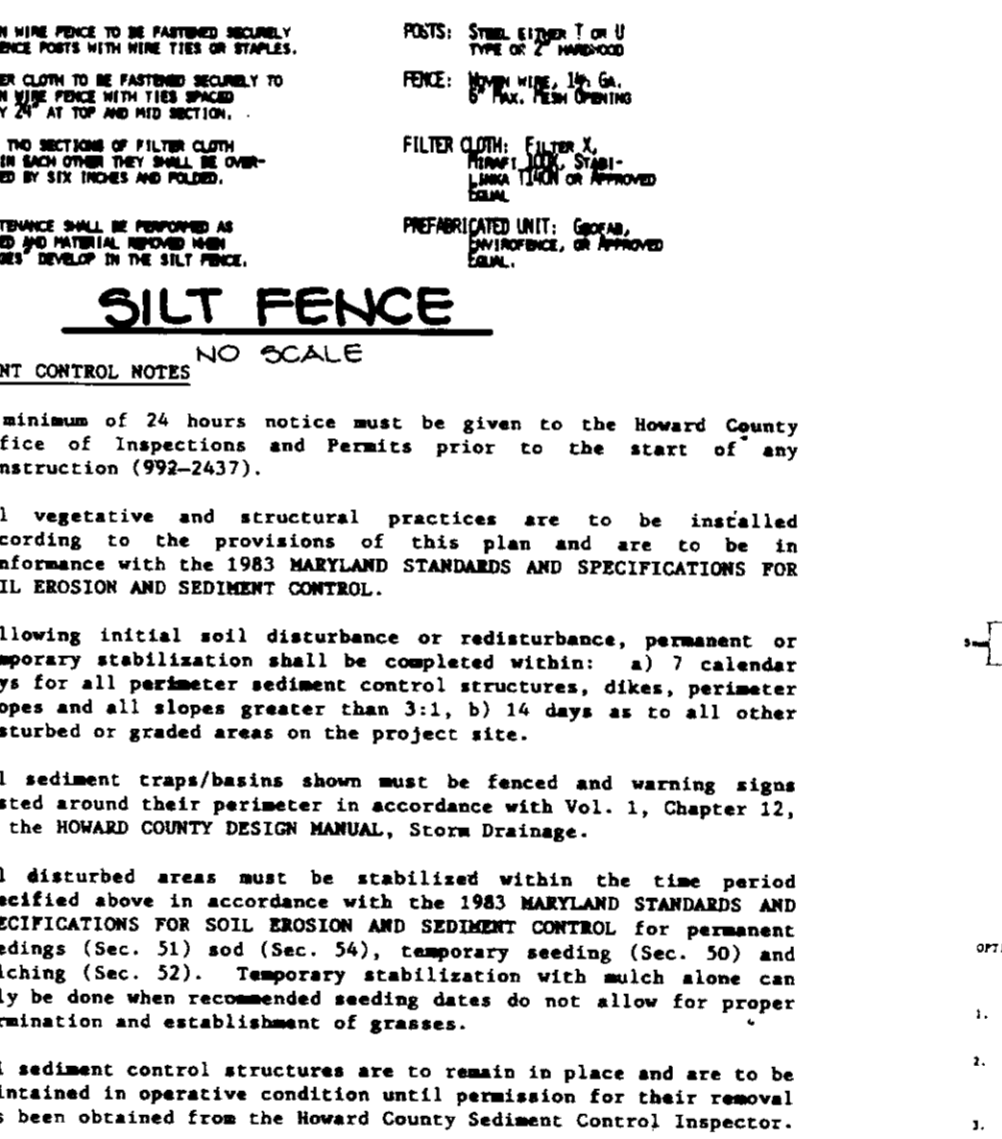 N WIRE FENCE TO BE FASTENED SECURELY
ENCE POSTS WITH WIRE TIES OR STAPLES.
ER CLOTH TO BE FASTENED SECURELY TO
N WIRE FENCE WITH TIES SPACED
Y 24" AT TOP AND MID SECTION.
TWO SECTIONS OF FILTER CLOTH
IN EACH OTHER THEY SHALL BE OVER-
ED BY SIX INCHES AND FOLDED.
TENANCE SHALL BE PERFORMED AS
ED AND MATERIAL REMOVED WHEN
GES" DEVELOP IN THE SILT FENCE.
POSTS: STEEL EITHER T OR U
TYPE OR 2" HARDWOOD
FENCE: WOVEN WIRE, 14½ GA.
6" MAX. MESH OPENING
FILTER CLOTH: FILTER X,
MIRAFI 100X, STABI-
LINKA T140N OR APPROVED
EQUAL
PREFABRICATED UNIT: GEOFAB,
ENVIROFENCE, OR APPROVED
EQUAL.
SILT FENCE
NO SCALE
NT CONTROL NOTES
minimum of 24 hours notice must be given to the Howard County
fice of Inspections and Permits prior to the start of any
nstruction (992-2437).
l vegetative and structural practices are to be installed
cording to the provisions of this plan and are to be in
nformance with the 1983 MARYLAND STANDARDS AND SPECIFICATIONS FOR
IL EROSION AND SEDIMENT CONTROL.
llowing initial soil disturbance or redisturbance, permanent or
mporary stabilization shall be completed within: a) 7 calendar
ys for all perimeter sediment control structures, dikes, perimeter
opes and all slopes greater than 3:1, b) 14 days as to all other
sturbed or graded areas on the project site.
l sediment traps/basins shown must be fenced and warning signs
sted around their perimeter in accordance with Vol. 1, Chapter 12,
the HOWARD COUNTY DESIGN MANUAL, Storm Drainage.
l disturbed areas must be stabilized within the time period
ecified above in accordance with the 1983 MARYLAND STANDARDS AND
ECIFICATIONS FOR SOIL EROSION AND SEDIMENT CONTROL for permanent
edings (Sec. 51) sod (Sec. 54), temporary seeding (Sec. 50) and
lching (Sec. 52). Temporary stabilization with mulch alone can
ly be done when recommended seeding dates do not allow for proper
rmination and establishment of grasses.
l sediment control structures are to remain in place and are to be
intained in operative condition until permission for their removal
s been obtained from the Howard County Sediment Control Inspector.
OPT
1.
2.
3.